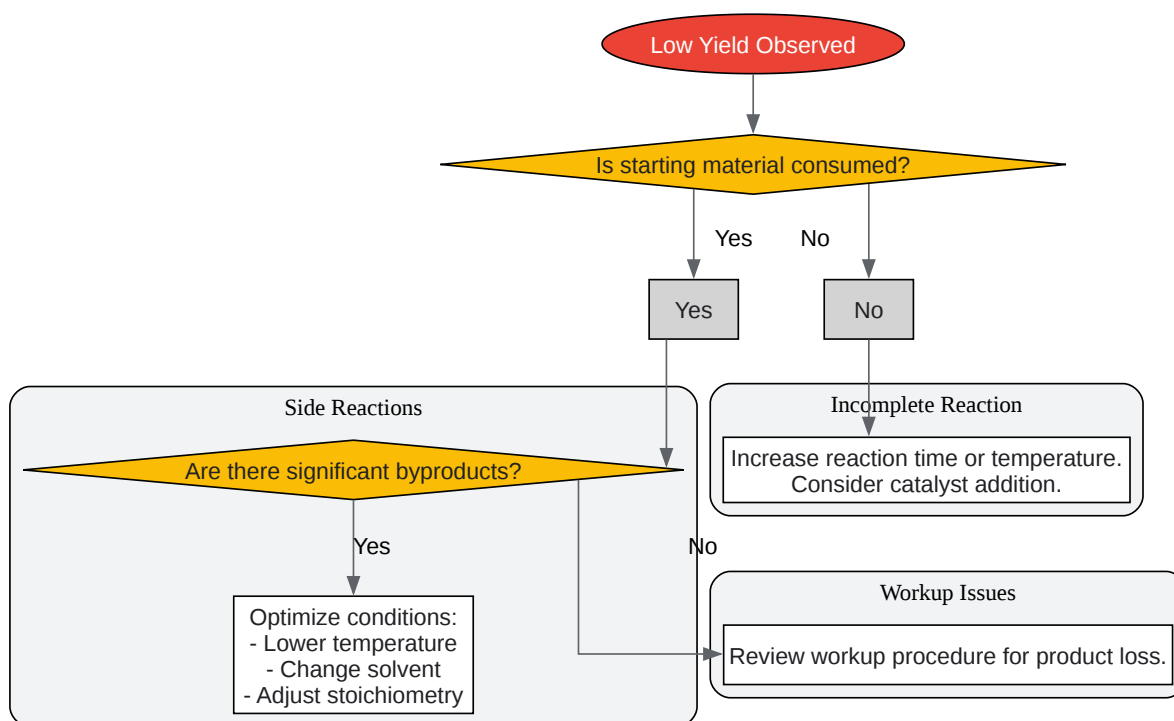 Low Yield Observed
Is starting material consumed?
Yes
No
Yes
No
Side Reactions
Incomplete Reaction
Are there significant byproducts?
Increase reaction time or temperature.
Consider catalyst addition.
Yes
No
Workup Issues
Optimize conditions:
- Lower temperature
- Change solvent
- Adjust stoichiometry
Review workup procedure for product loss.